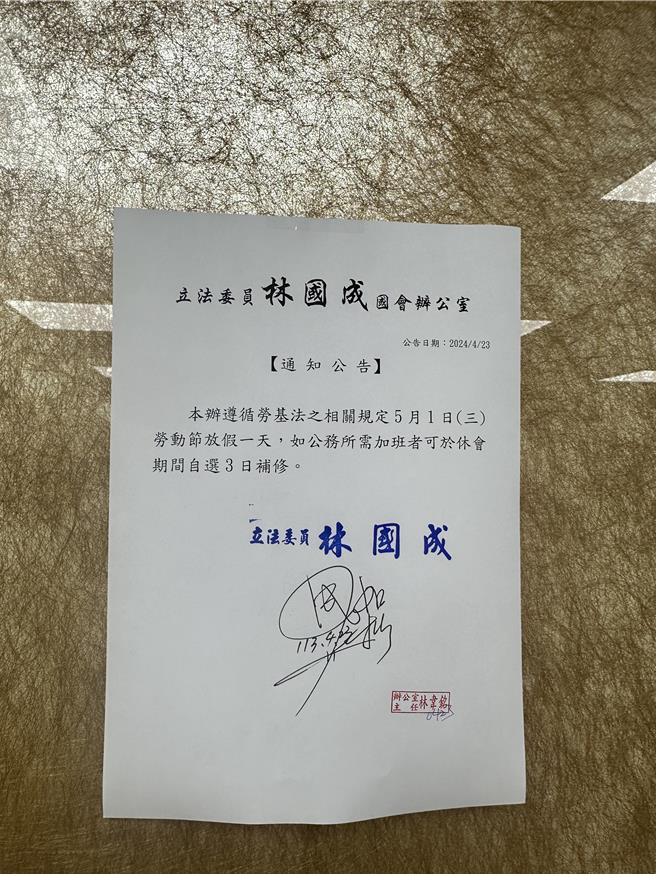 立法委員 林國成 國會辦公室
公告日期：2024/4/23
【通知公告】
本辦遵循勞基法之相關規定5月1日(三)
勞動節放假一天，如公務所需加班者可於休會
期間自選3日補修。
立法委員 林國成
辦公室
主任 林韋銘